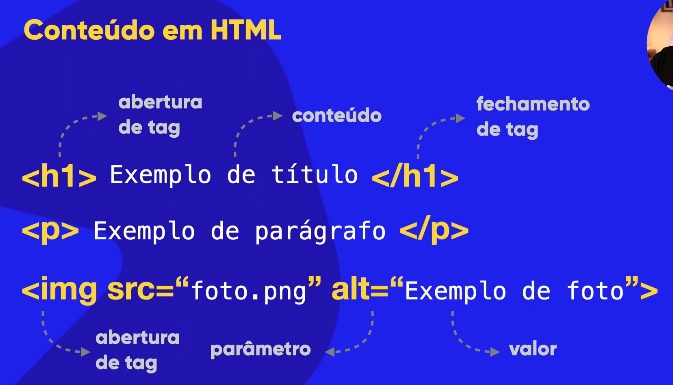 Conteúdo em HTML
abertura
de tag
conteúdo
fechamento
de tag
<h1> Exemplo de título </h1>
<p> Exemplo de parágrafo </p>
<img src=“foto.png” alt=“Exemplo de foto”>
abertura
de tag
parâmetro
valor